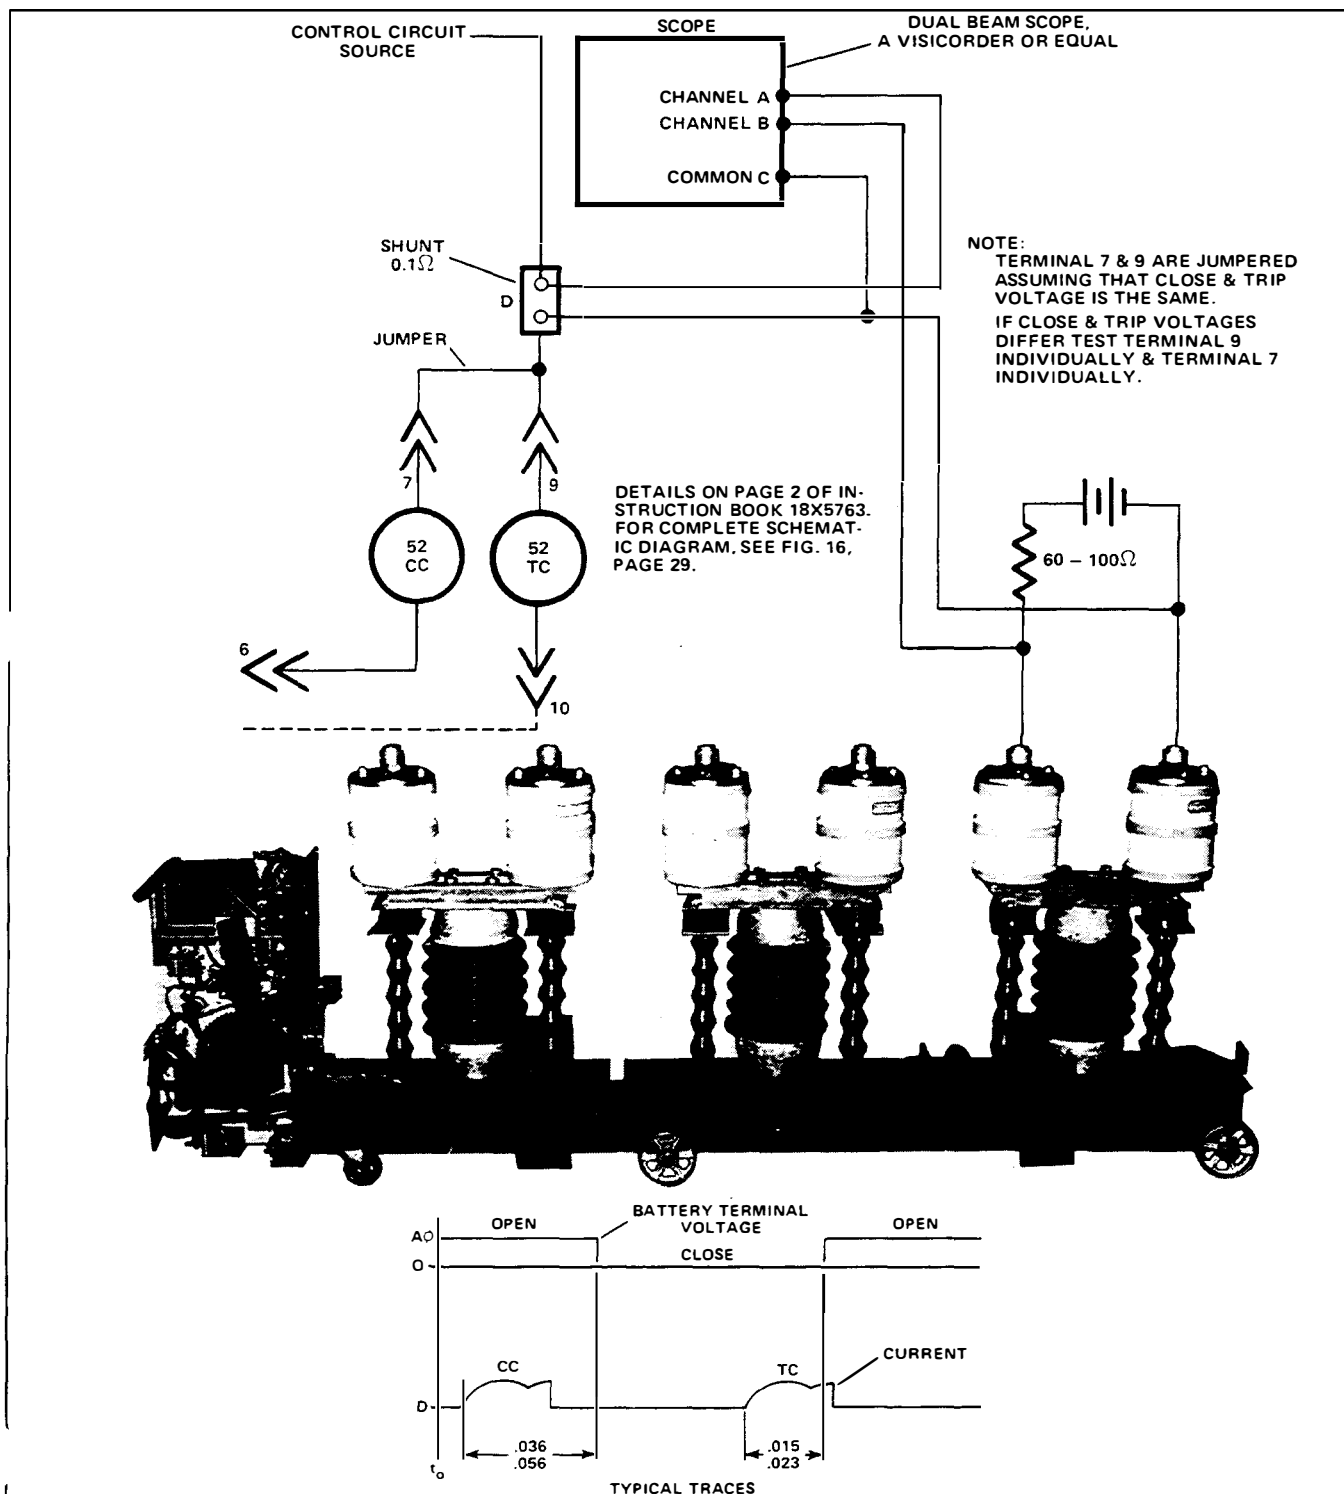 CONTROL CIRCUIT
SOURCE
SCOPE
DUAL BEAM SCOPE,
A VISICORDER OR EQUAL
CHANNEL A
CHANNEL B
COMMON C
SHUNT
0.1Ω
D
JUMPER
NOTE:
TERMINAL 7 & 9 ARE JUMPERED
ASSUMING THAT CLOSE & TRIP
VOLTAGE IS THE SAME.
IF CLOSE & TRIP VOLTAGES
DIFFER TEST TERMINAL 9
INDIVIDUALLY & TERMINAL 7
INDIVIDUALLY.
7
9
52
CC
52
TC
DETAILS ON PAGE 2 OF IN-
STRUCTION BOOK 18X5763.
FOR COMPLETE SCHEMAT-
IC DIAGRAM, SEE FIG. 16,
PAGE 29.
60 – 100Ω
6
10
BATTERY TERMINAL
VOLTAGE
OPEN
OPEN
AØ
CLOSE
O
CC
TC
CURRENT
D
.036
.056
.015
.023
to
TYPICAL TRACES